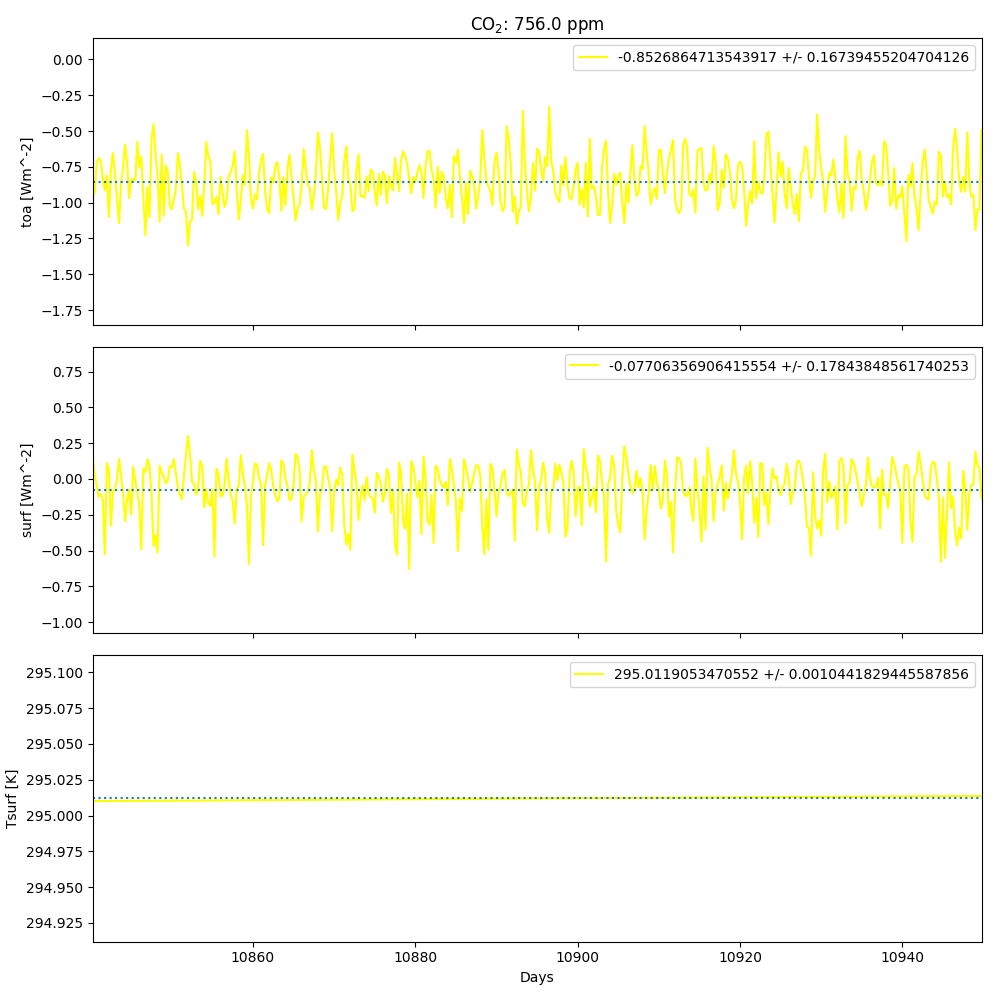 CO₂: 756.0 ppm
-0.8526864713543917 +/- 0.16739455204704126
0.00
−0.25
−0.50
−0.75
−1.00
−1.25
−1.50
−1.75
toa [Wm^-2]
-0.07706356906415554 +/- 0.17843848561740253
0.75
0.50
0.25
0.00
−0.25
−0.50
−0.75
−1.00
surf [Wm^-2]
295.0119053470552 +/- 0.0010441829445587856
295.100
295.075
295.050
295.025
295.000
294.975
294.950
294.925
Tsurf [K]
10860 10880 10900 10920 10940
Days